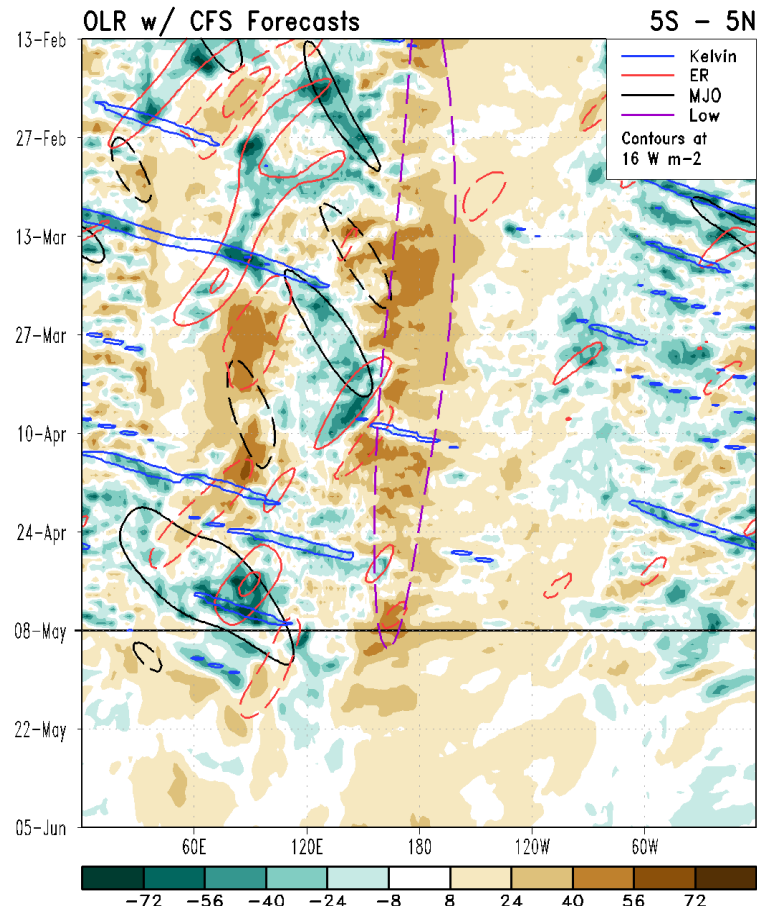 OLR w/ CFS Forecasts 5S - 5N
13-Feb
27-Feb
13-Mar
27-Mar
10-Apr
24-Apr
08-May
22-May
05-Jun
Kelvin
ER
MJO
Low
Contours at
16 W m-2
60E 120E 180 120W 60W
-72 -56 -40 -24 -8 8 24 40 56 72